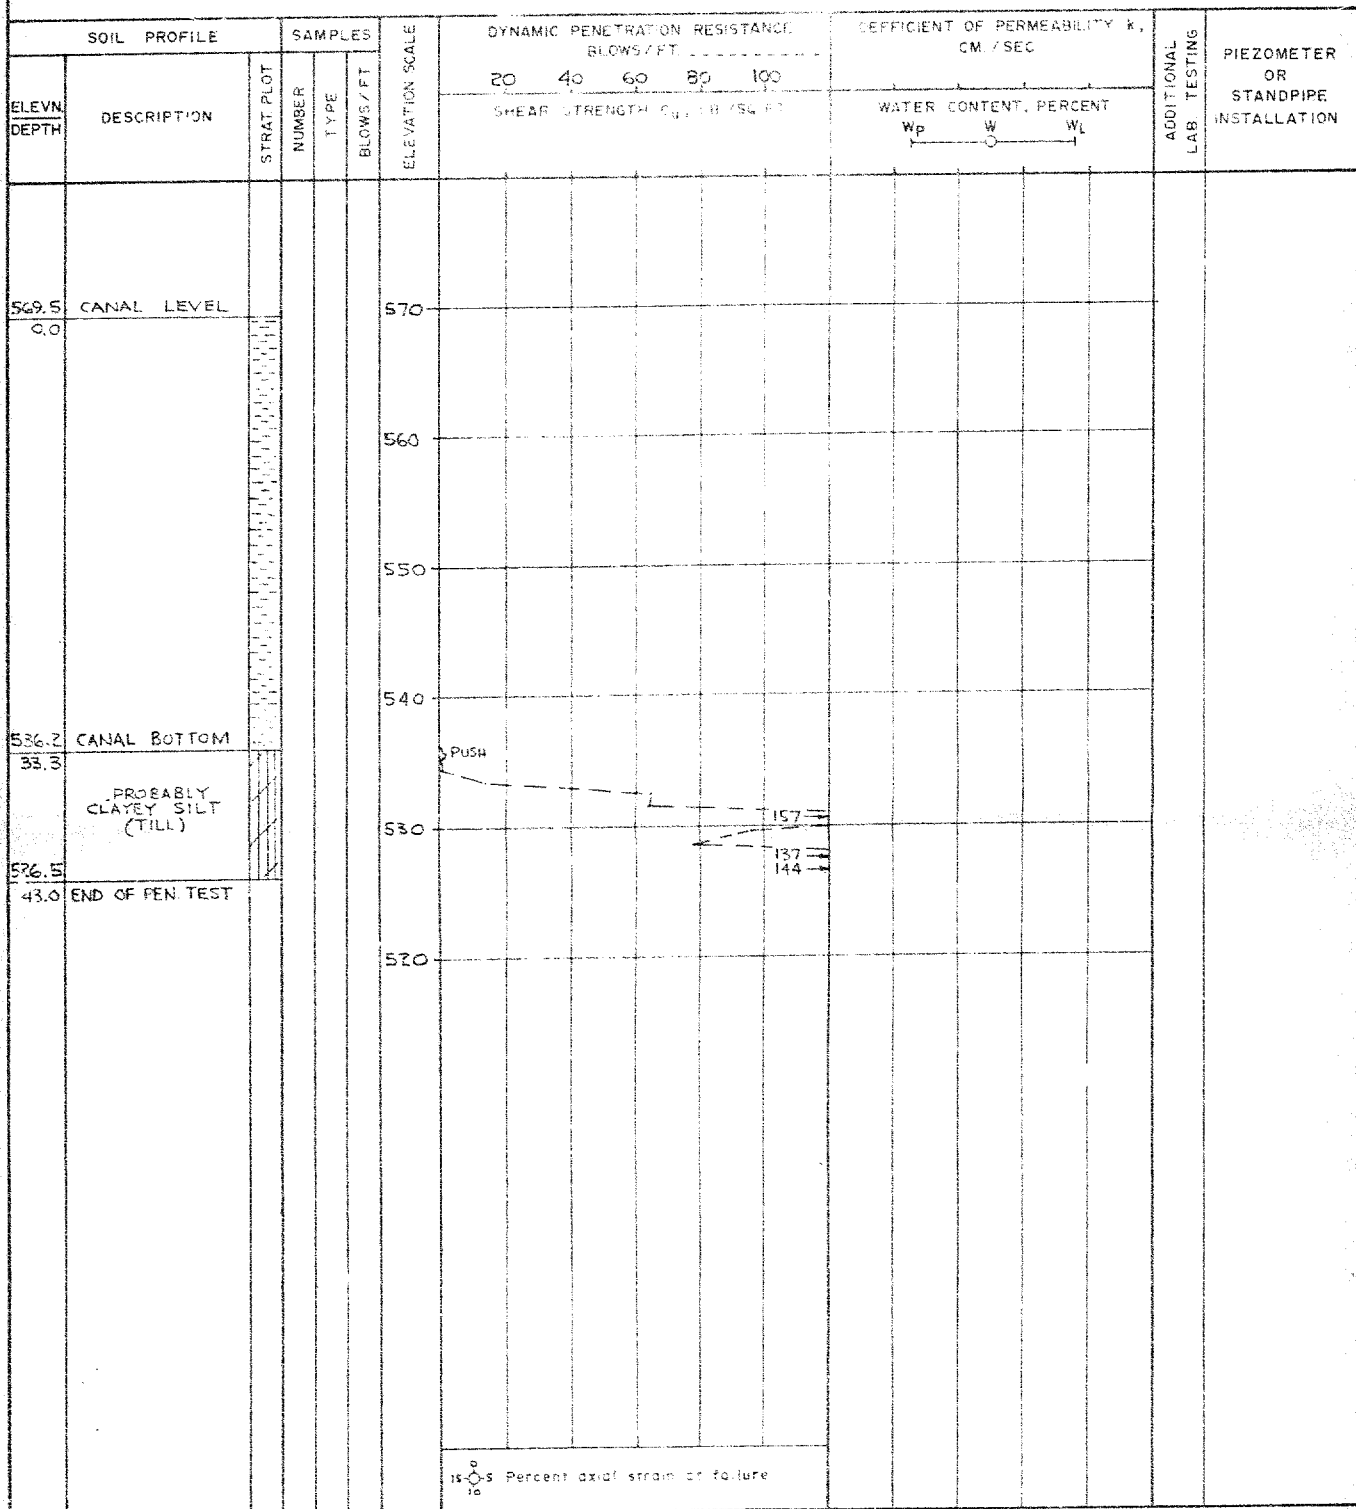 SOIL PROFILE
SAMPLES
ELEVATION SCALE
DYNAMIC PENETRATION RESISTANCE
BLOWS/FT.
20 40 60 80 100
SHEAR STRENGTH
COEFFICIENT OF PERMEABILITY k,
CM./SEC
WATER CONTENT, PERCENT
Wp W WL
ADDITIONAL
LAB. TESTING
PIEZOMETER
OR
STANDPIPE
INSTALLATION
ELEVN.
DEPTH
DESCRIPTION
STRAT. PLOT
NUMBER
TYPE
BLOWS/FT
569.5 CANAL LEVEL
0.0
570
560
550
540
536.2 CANAL BOTTOM
33.3
PUSH
PROBABLY
CLAYEY SILT
(TILL)
157
530
137
144
526.5
43.0 END OF PEN. TEST
520
0
15 5 Percent axial strain at failure
10